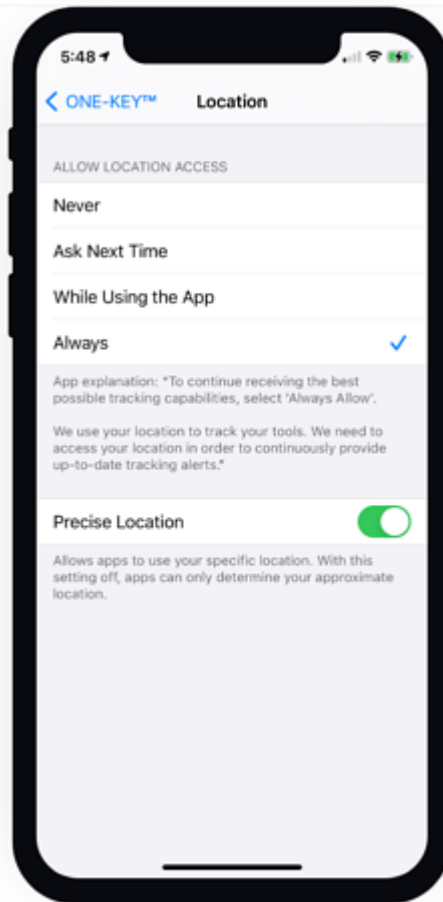 5:48
ONE-KEY™
Location
ALLOW LOCATION ACCESS
Never
Ask Next Time
While Using the App
Always
App explanation: "To continue receiving the best
possible tracking capabilities, select 'Always Allow'.
We use your location to track your tools. We need to
access your location in order to continuously provide
up-to-date tracking alerts."
Precise Location
Allows apps to use your specific location. With this
setting off, apps can only determine your approximate
location.